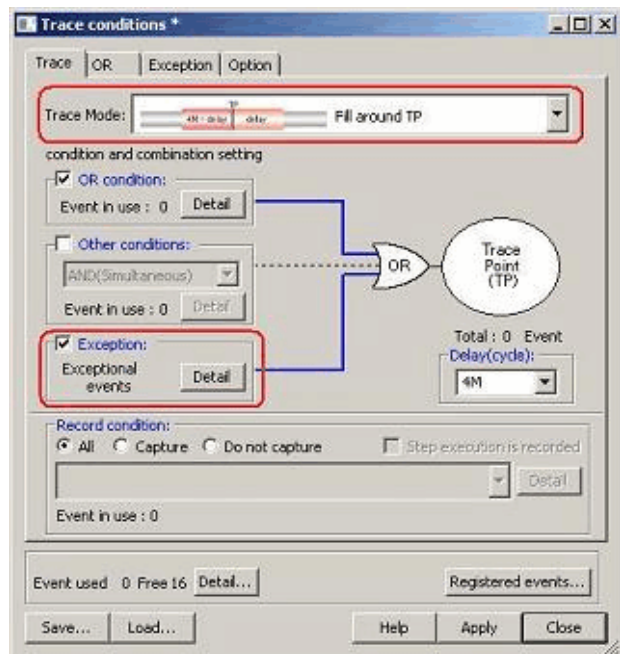 Trace conditions *
Trace OR Exception Option
Trace Mode: TP 4M - delay delay Fill around TP
condition and combination setting
OR condition:
Event in use : 0 Detail
Other conditions:
AND(Simultaneous)
Event in use : 0 Detail
Exception:
Exceptional events Detail
OR
Trace
Point
(TP)
Total : 0 Event
Delay(cycle):
4M
Record condition:
All Capture Do not capture Step execution is recorded
Detail
Event in use : 0
Event used 0 Free 16 Detail... Registered events...
Save... Load... Help Apply Close